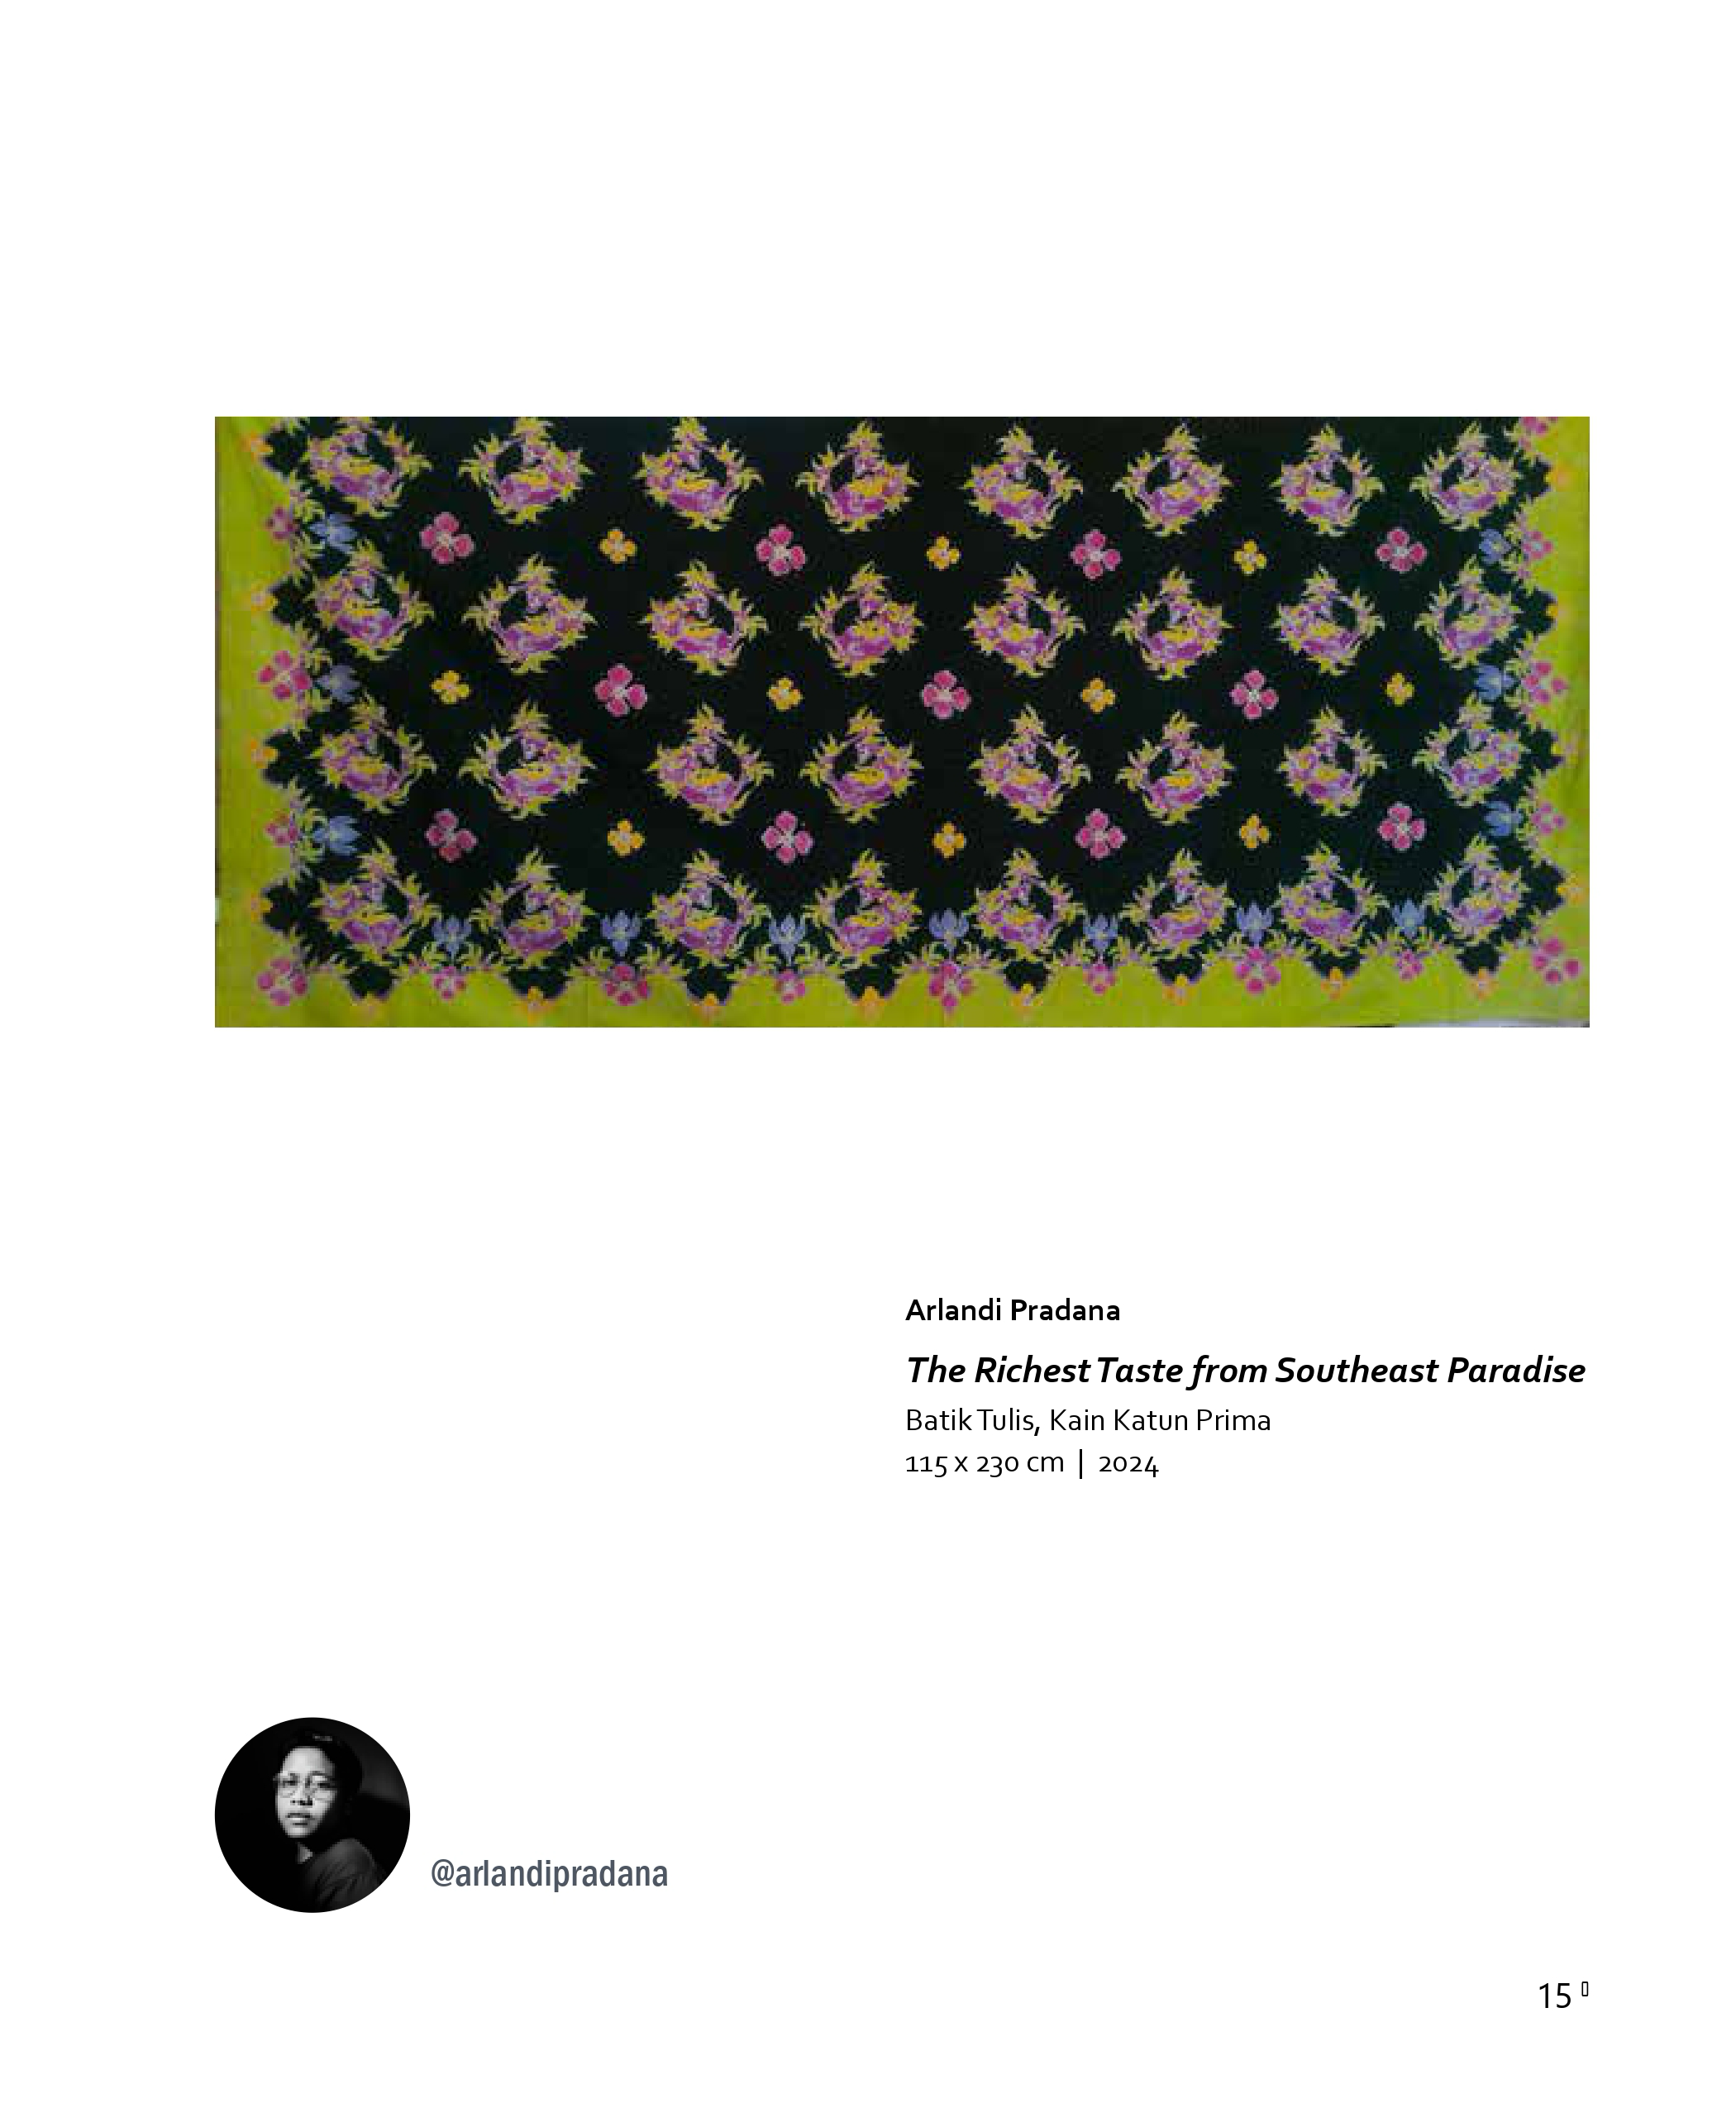 Arlandi Pradana
The Richest Taste from Southeast Paradise
Batik Tulis, Kain Katun Prima
115 x 230 cm | 2024
@arlandipradana
15